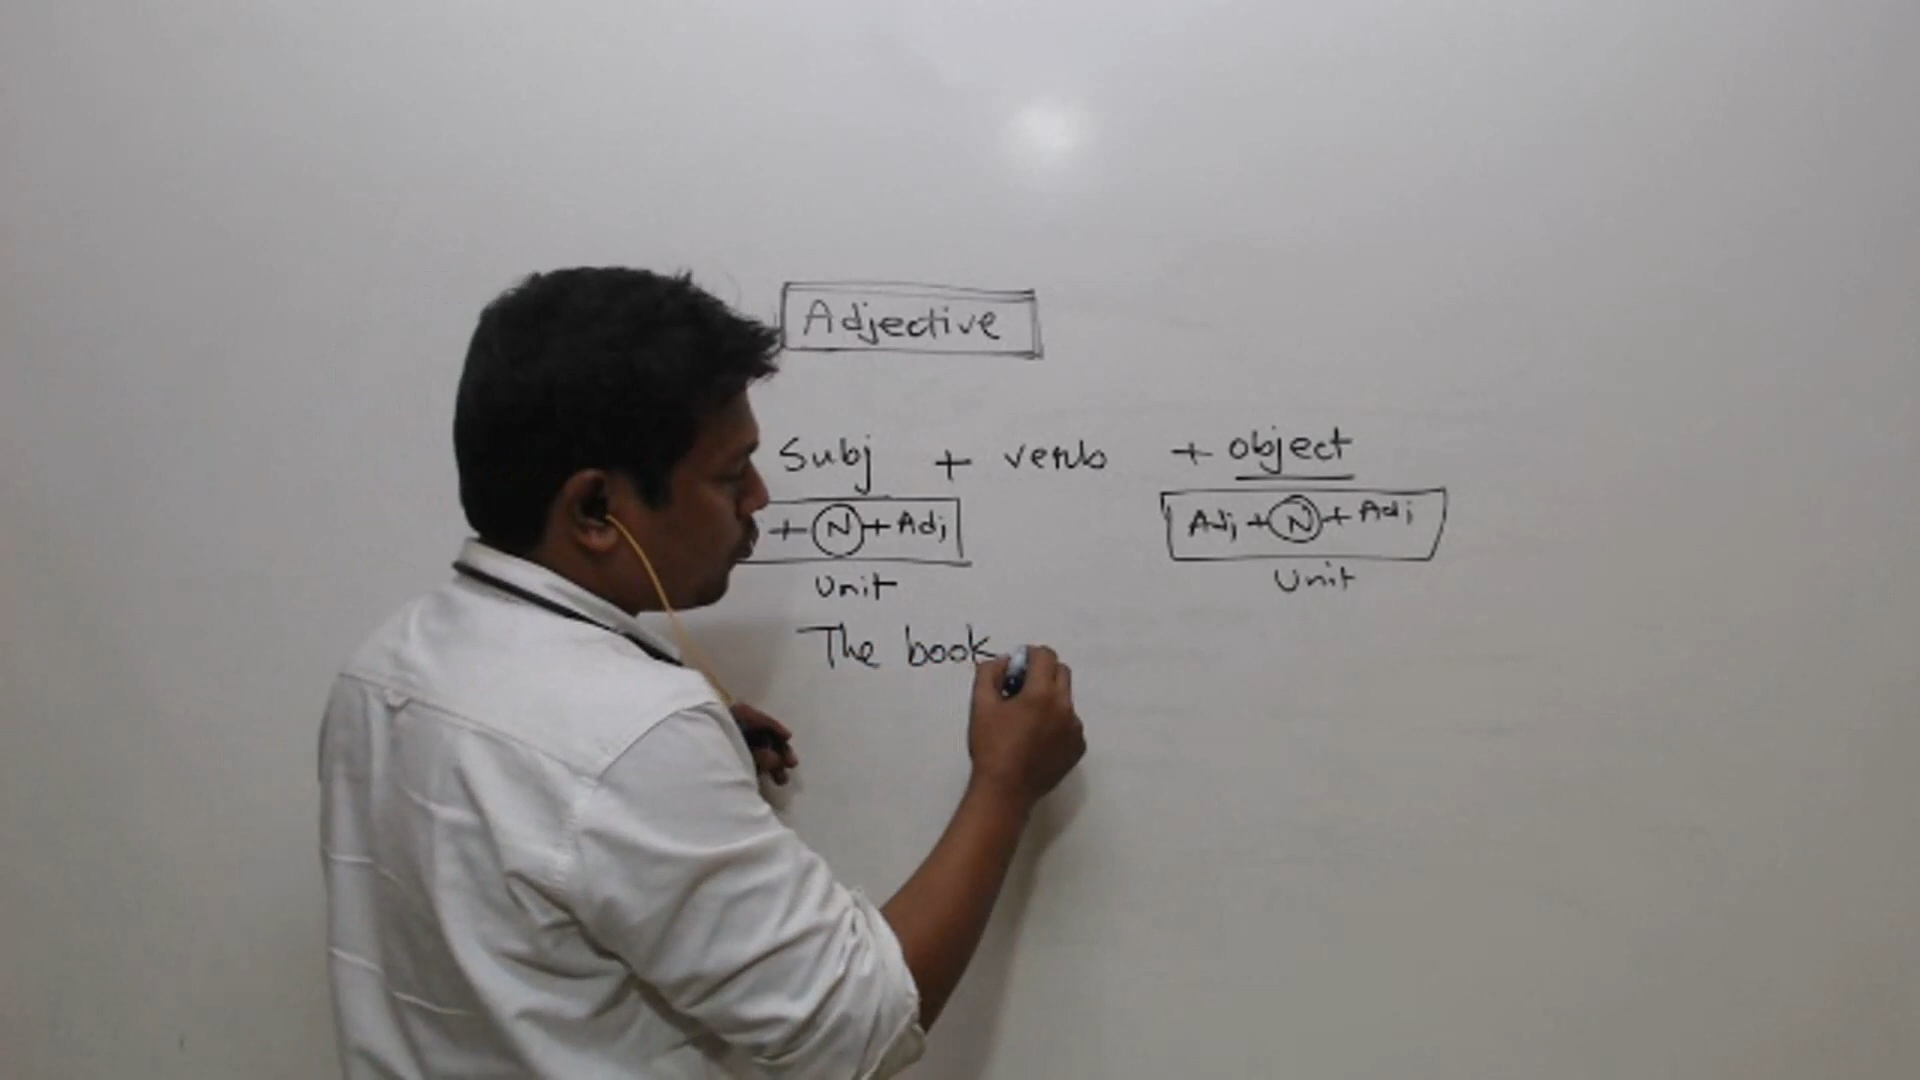 Adjective
Subj + verb + object
+ N + Adj Adj + N + Adj
Unit Unit
The book